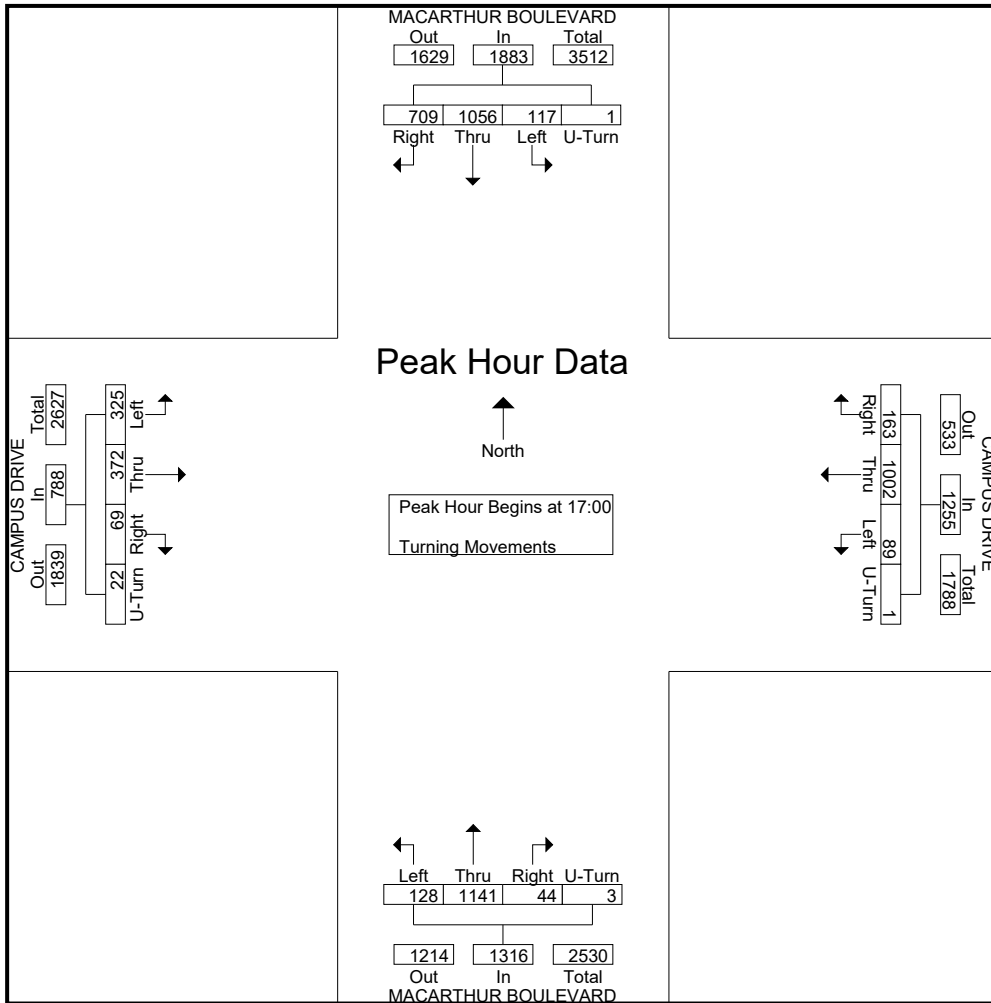 MACARTHUR BOULEVARD
Out In Total
1629 1883 3512
709 1056 117 1
Right Thru Left U-Turn
Peak Hour Data
North
Peak Hour Begins at 17:00
Turning Movements
CAMPUS DRIVE
Total In Out
2627 788 1839
325 372 69 22
Left Thru Right U-Turn
Right Thru Left U-Turn
163 1002 89 1
533 1255 1788
Out In Total
CAMPUS DRIVE
Left Thru Right U-Turn
128 1141 44 3
1214 1316 2530
Out In Total
MACARTHUR BOULEVARD